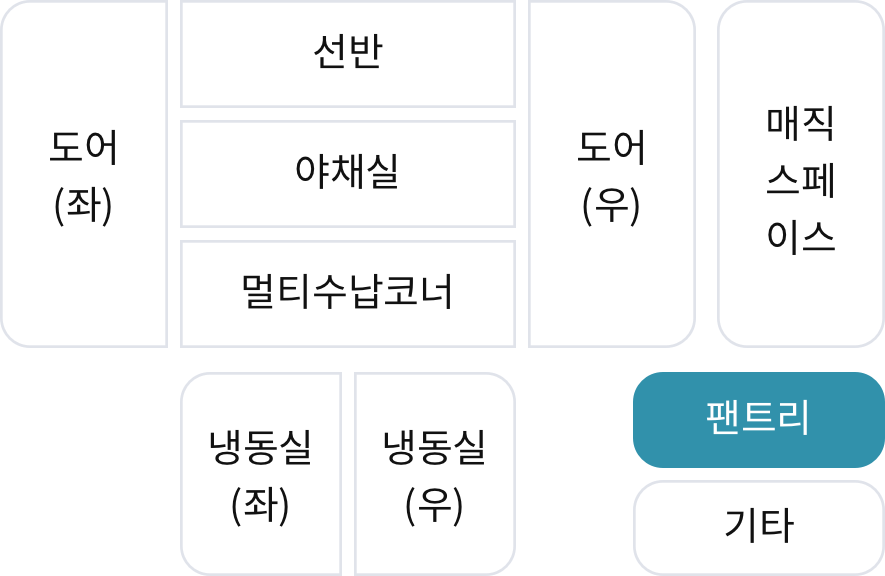 도어
(좌)
선반
야채실
멀티수납코너
도어
(우)
매직
스페
이스
냉동실
(좌)
냉동실
(우)
팬트리
기타